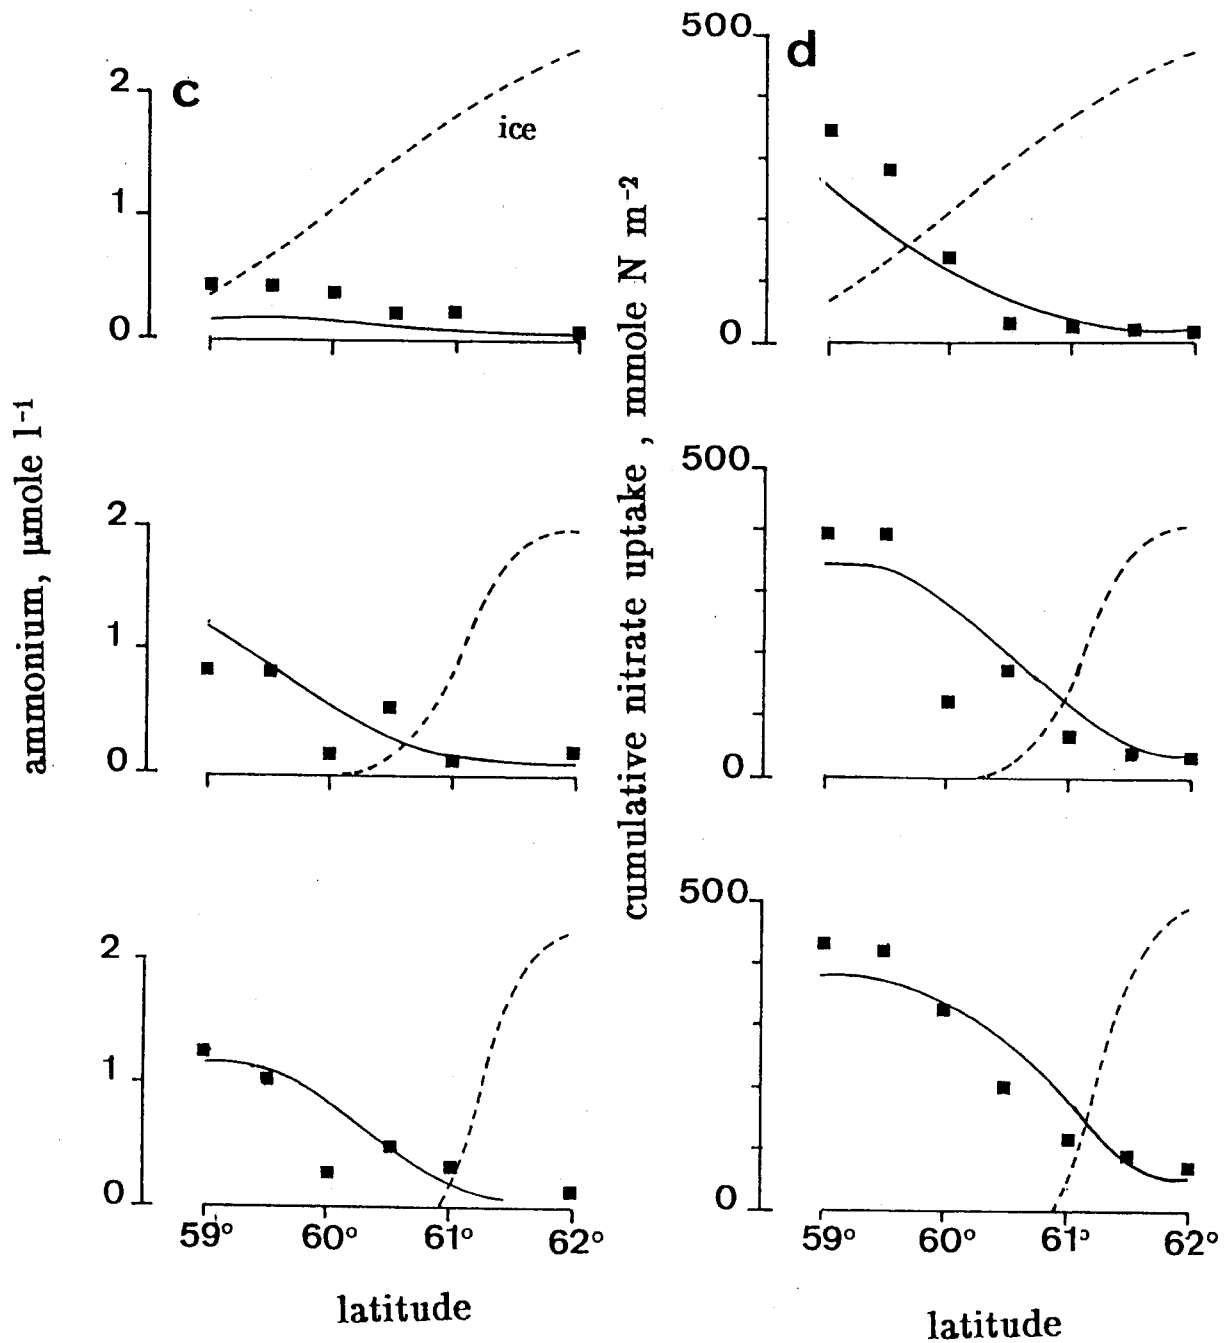 c
2
1
0
ice
2
1
0
2
1
0
59° 60° 61° 62°
latitude
ammonium, μmole l⁻¹
d
500
0
500
0
500
0
59° 60° 61° 62°
latitude
cumulative nitrate uptake , mmole N m⁻²